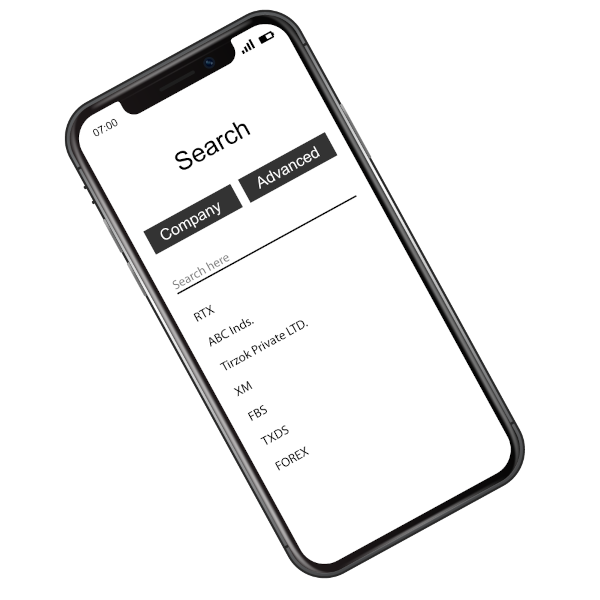 07:00
Search
Company
Advanced
Search here
RTX
ABC Inds.
Tirzok Private LTD.
XM
FBS
TXDS
FOREX